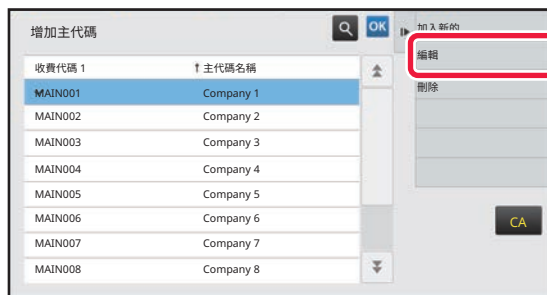 增加主代碼
OK
加入新的
編輯
刪除
收費代碼 1 主代碼名稱
MAIN001 Company 1
MAIN002 Company 2
MAIN003 Company 3
MAIN004 Company 4
MAIN005 Company 5
MAIN006 Company 6
MAIN007 Company 7
MAIN008 Company 8
CA